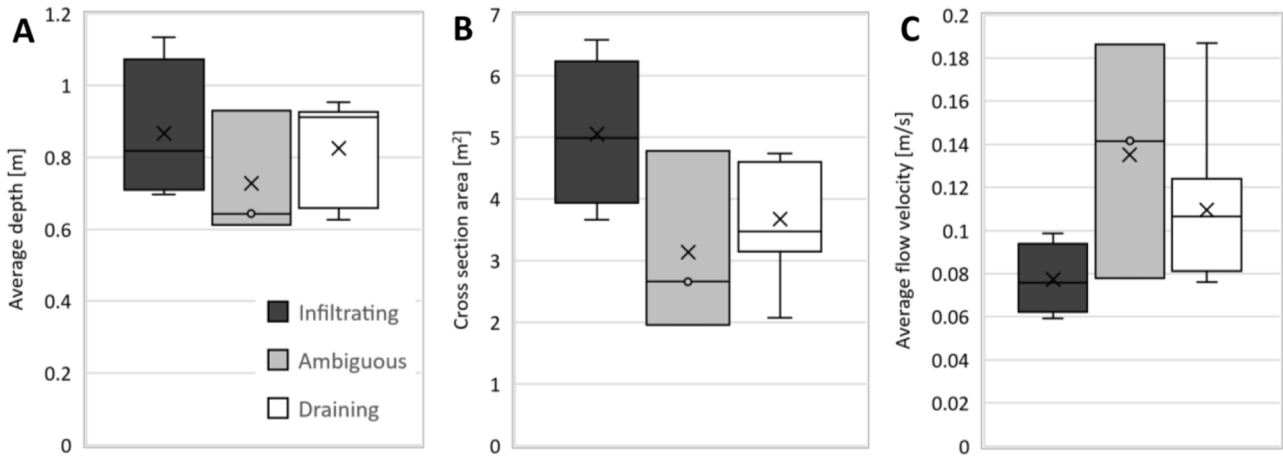 A
Average depth [m]
1.2
1
0.8
0.6
0.4
0.2
0
Infiltrating
Ambiguous
Draining
B
Cross section area [m²]
7
6
5
4
3
2
1
0
C
Average flow velocity [m/s]
0.2
0.18
0.16
0.14
0.12
0.1
0.08
0.06
0.04
0.02
0